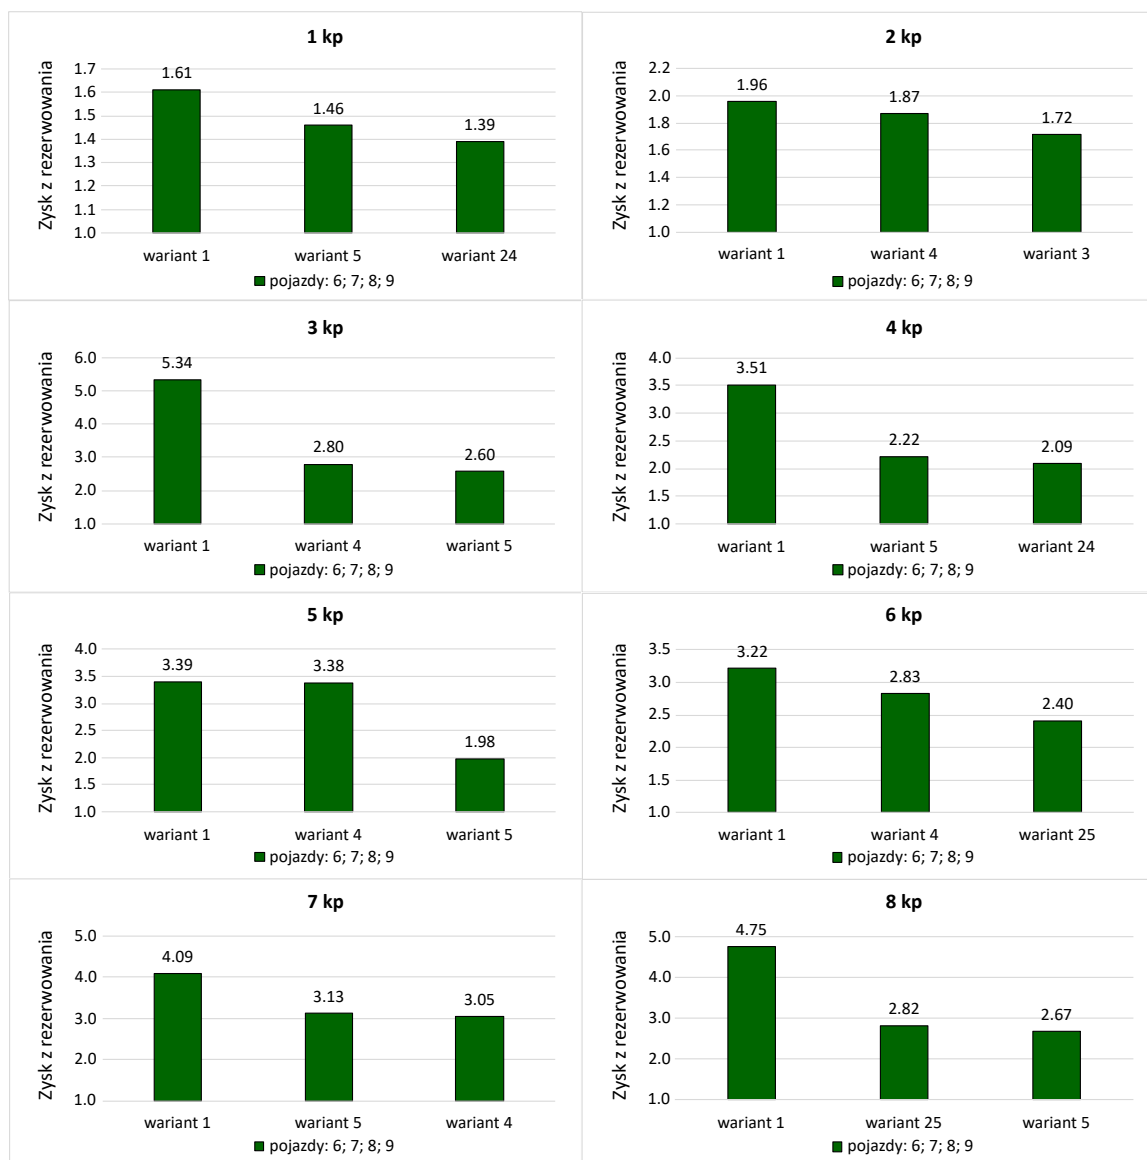 1 kp
Zysk z rezerwowania
1.7
1.6
1.5
1.4
1.3
1.2
1.1
1.0
1.61
1.46
1.39
wariant 1 wariant 5 wariant 24
pojazdy: 6; 7; 8; 9
2 kp
Zysk z rezerwowania
2.2
2.0
1.8
1.6
1.4
1.2
1.0
1.96
1.87
1.72
wariant 1 wariant 4 wariant 3
pojazdy: 6; 7; 8; 9
3 kp
Zysk z rezerwowania
6.0
5.0
4.0
3.0
2.0
1.0
5.34
2.80
2.60
wariant 1 wariant 4 wariant 5
pojazdy: 6; 7; 8; 9
4 kp
Zysk z rezerwowania
4.0
3.5
3.0
2.5
2.0
1.5
1.0
3.51
2.22
2.09
wariant 1 wariant 5 wariant 24
pojazdy: 6; 7; 8; 9
5 kp
Zysk z rezerwowania
4.0
3.5
3.0
2.5
2.0
1.5
1.0
3.39
3.38
1.98
wariant 1 wariant 4 wariant 5
pojazdy: 6; 7; 8; 9
6 kp
Zysk z rezerwowania
3.5
3.0
2.5
2.0
1.5
1.0
3.22
2.83
2.40
wariant 1 wariant 4 wariant 25
pojazdy: 6; 7; 8; 9
7 kp
Zysk z rezerwowania
5.0
4.0
3.0
2.0
1.0
4.09
3.13
3.05
wariant 1 wariant 5 wariant 4
pojazdy: 6; 7; 8; 9
8 kp
Zysk z rezerwowania
5.0
4.0
3.0
2.0
1.0
4.75
2.82
2.67
wariant 1 wariant 25 wariant 5
pojazdy: 6; 7; 8; 9